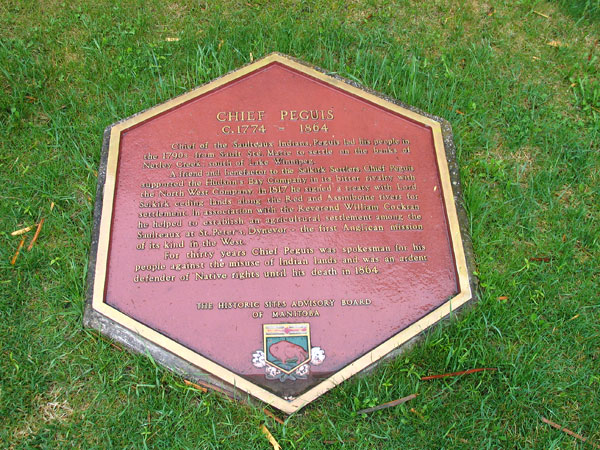 CHIEF PEGUIS
C.1774 - 1864
Chief of the Saulteaux Indians, Peguis led his people in
the 1790s from Sault Ste. Marie to settle on the banks of
Netley Creek, south of Lake Winnipeg.
A friend and benefactor to the Selkirk Settlers, Chief Peguis
supported the Hudson's Bay Company in its bitter rivalry with
the North West Company. In 1817 he signed a treaty with Lord
Selkirk ceding lands along the Red and Assiniboine rivers for
settlement. In association with the Reverend William Cockran
he helped to establish an agricultural settlement among the
Saulteaux at St. Peter's, Dynevor - the first Anglican mission
of its kind in the West.
For thirty years Chief Peguis was spokesman for his
people against the misuse of Indian lands and was an ardent
defender of Native rights until his death in 1864.
THE HISTORIC SITES ADVISORY BOARD
OF MANITOBA